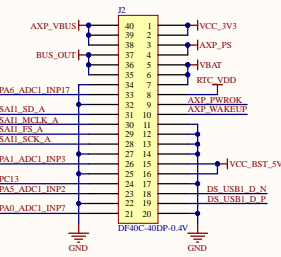 J2
AXP_VBUS 40 1 VCC_3V3
39 2
38 3 AXP_PS
BUS_OUT 37 4
36 5 VBAT
35 6
34 7 RTC_VDD
PA6_ADC1_INP17 33 8
32 9 AXP_PWROK
SAI1_SD_A 31 10 AXP_WAKEUP
SAI1_MCLK_A 30 11
SAI1_FS_A 29 12
SAI1_SCK_A 28 13
27 14
PA1_ADC1_INP3 26 15 VCC_BST_5V
25 16
PC13 24 17
PA5_ADC1_INP2 23 18 DS_USB1_D_N
22 19 DS_USB1_D_P
PA0_ADC1_INP7 21 20
DF40C-40DP-0.4V
GND GND